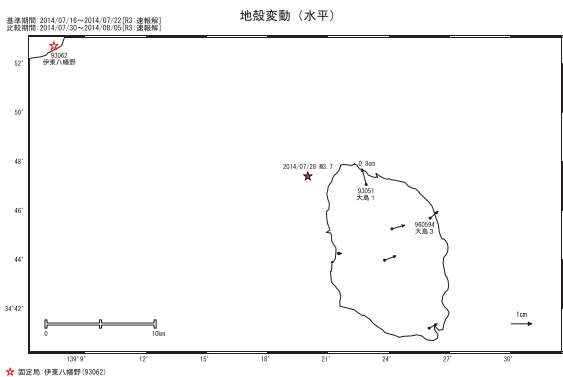 地殻変動（水平）
基準期間：2014/07/16～2014/07/22[R3：速報解]
比較期間：2014/07/30～2014/08/05[R3：速報解]
93062
伊東八幡野
52′
50′
48′
46′
44′
34°42′
2014/07/28 M3.7
0.8cm
93051
大島１
960594
大島３
1cm
0
10km
139°9′
12′
15′
18′
21′
24′
27′
30′
☆ 固定局：伊東八幡野(93062)